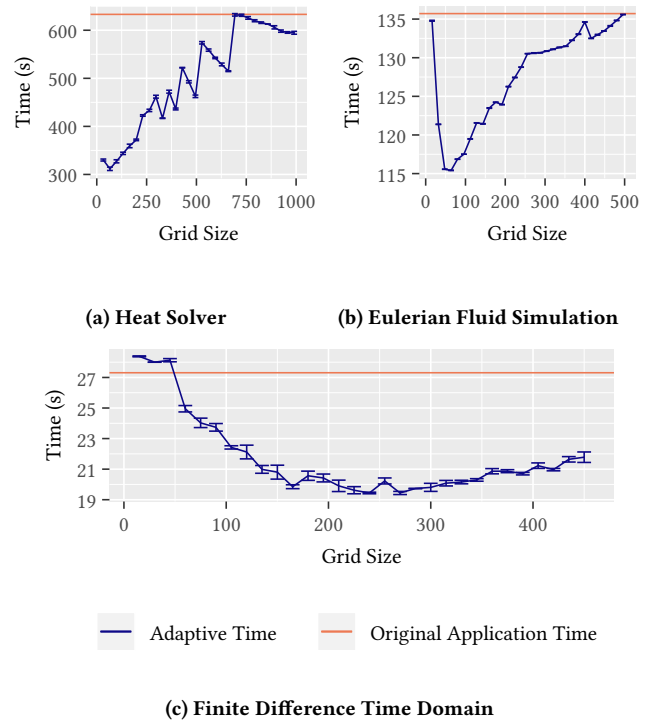 600
500
400
300
Time (s)
0 250 500 750 1000
Grid Size
135
130
125
120
115
Time (s)
0 100 200 300 400 500
Grid Size
(a) Heat Solver
(b) Eulerian Fluid Simulation
27
25
23
21
19
Time (s)
0 100 200 300 400
Grid Size
Adaptive Time
Original Application Time
(c) Finite Difference Time Domain